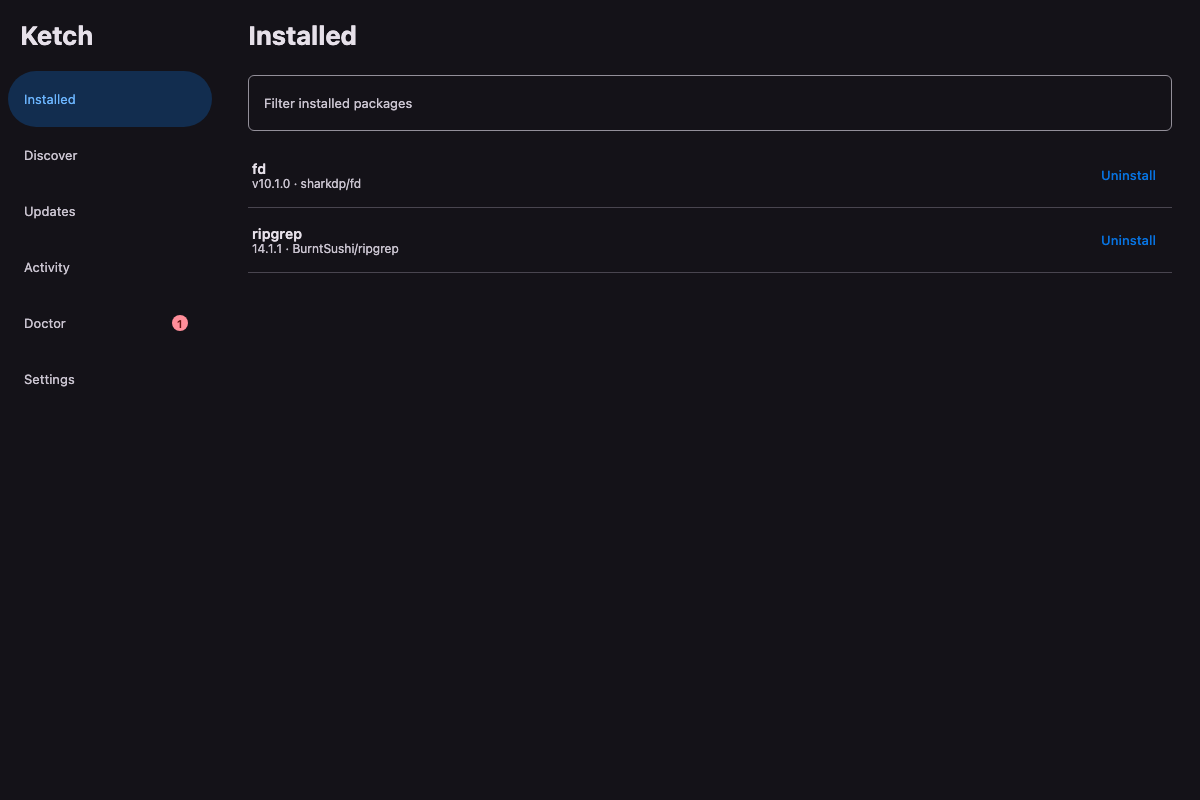 Ketch
Installed
Discover
Updates
Activity
Doctor 1
Settings
Installed
Filter installed packages
fd
v10.1.0 · sharkdp/fd
Uninstall
ripgrep
14.1.1 · BurntSushi/ripgrep
Uninstall